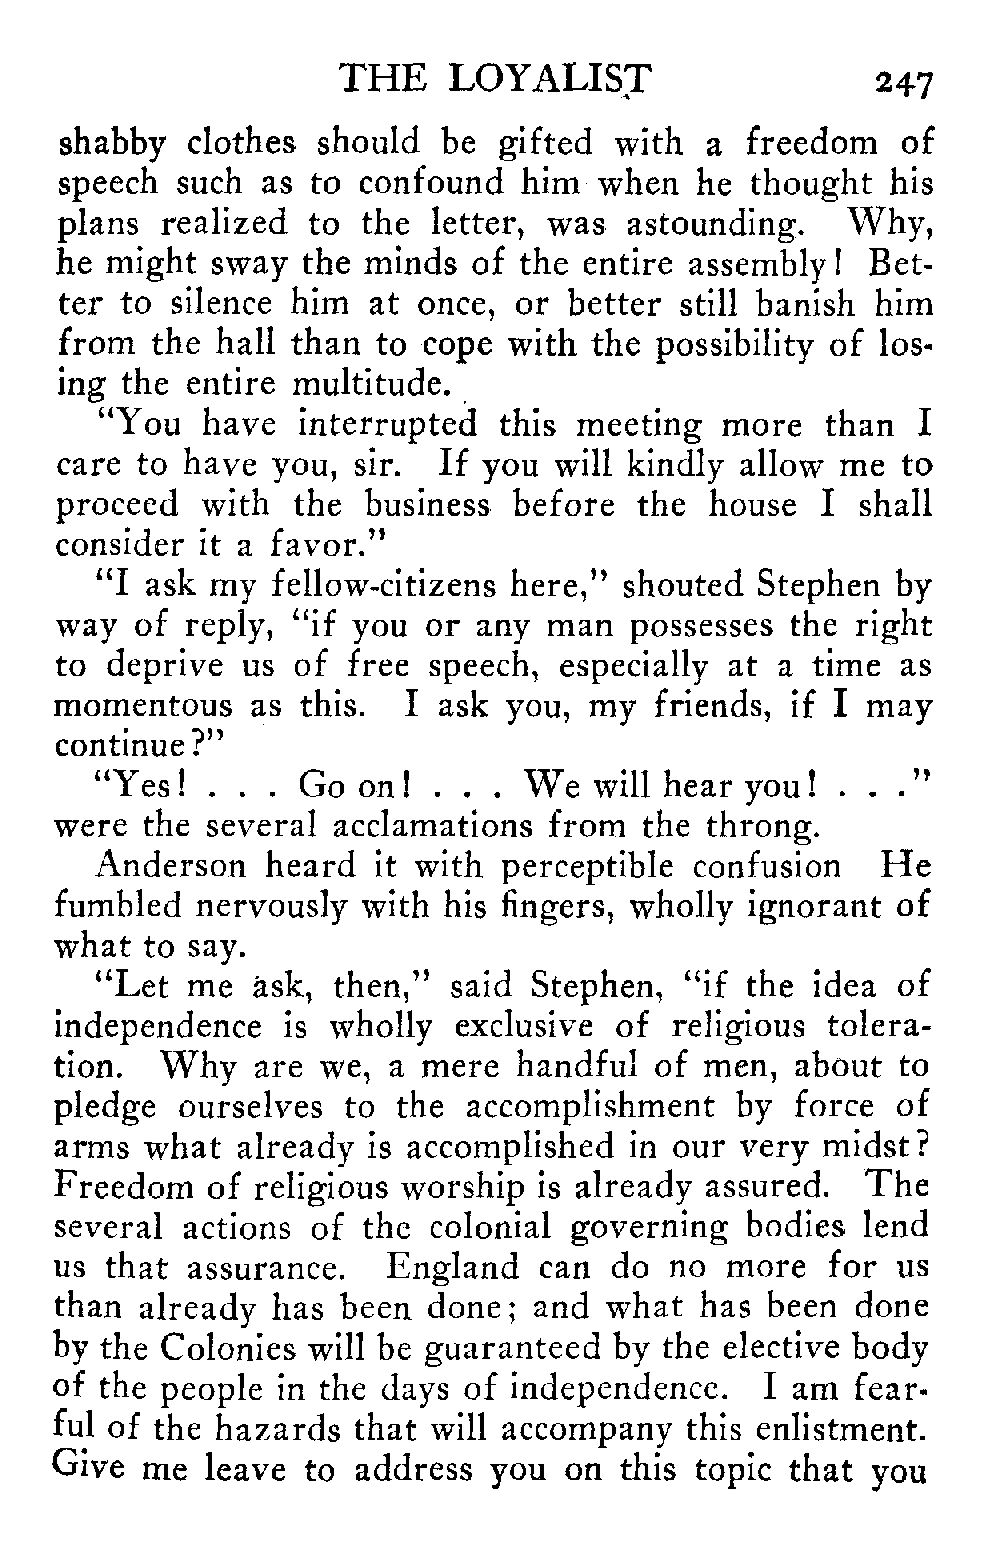 THE LOYALIST 247
shabby clothes should be gifted with a freedom of
speech such as to confound him when he thought his
plans realized to the letter, was astounding. Why,
he might sway the minds of the entire assembly! Bet-
ter to silence him at once, or better still banish him
from the hall than to cope with the possibility of los-
ing the entire multitude.
"You have interrupted this meeting more than I
care to have you, sir. If you will kindly allow me to
proceed with the business before the house I shall
consider it a favor."
"I ask my fellow-citizens here," shouted Stephen by
way of reply, "if you or any man possesses the right
to deprive us of free speech, especially at a time as
momentous as this. I ask you, my friends, if I may
continue?"
"Yes! . . . Go on! . . . We will hear you! . . ."
were the several acclamations from the throng.
Anderson heard it with perceptible confusion He
fumbled nervously with his fingers, wholly ignorant of
what to say.
"Let me ask, then," said Stephen, "if the idea of
independence is wholly exclusive of religious tolera-
tion. Why are we, a mere handful of men, about to
pledge ourselves to the accomplishment by force of
arms what already is accomplished in our very midst?
Freedom of religious worship is already assured. The
several actions of the colonial governing bodies lend
us that assurance. England can do no more for us
than already has been done; and what has been done
by the Colonies will be guaranteed by the elective body
of the people in the days of independence. I am fear-
ful of the hazards that will accompany this enlistment.
Give me leave to address you on this topic that you